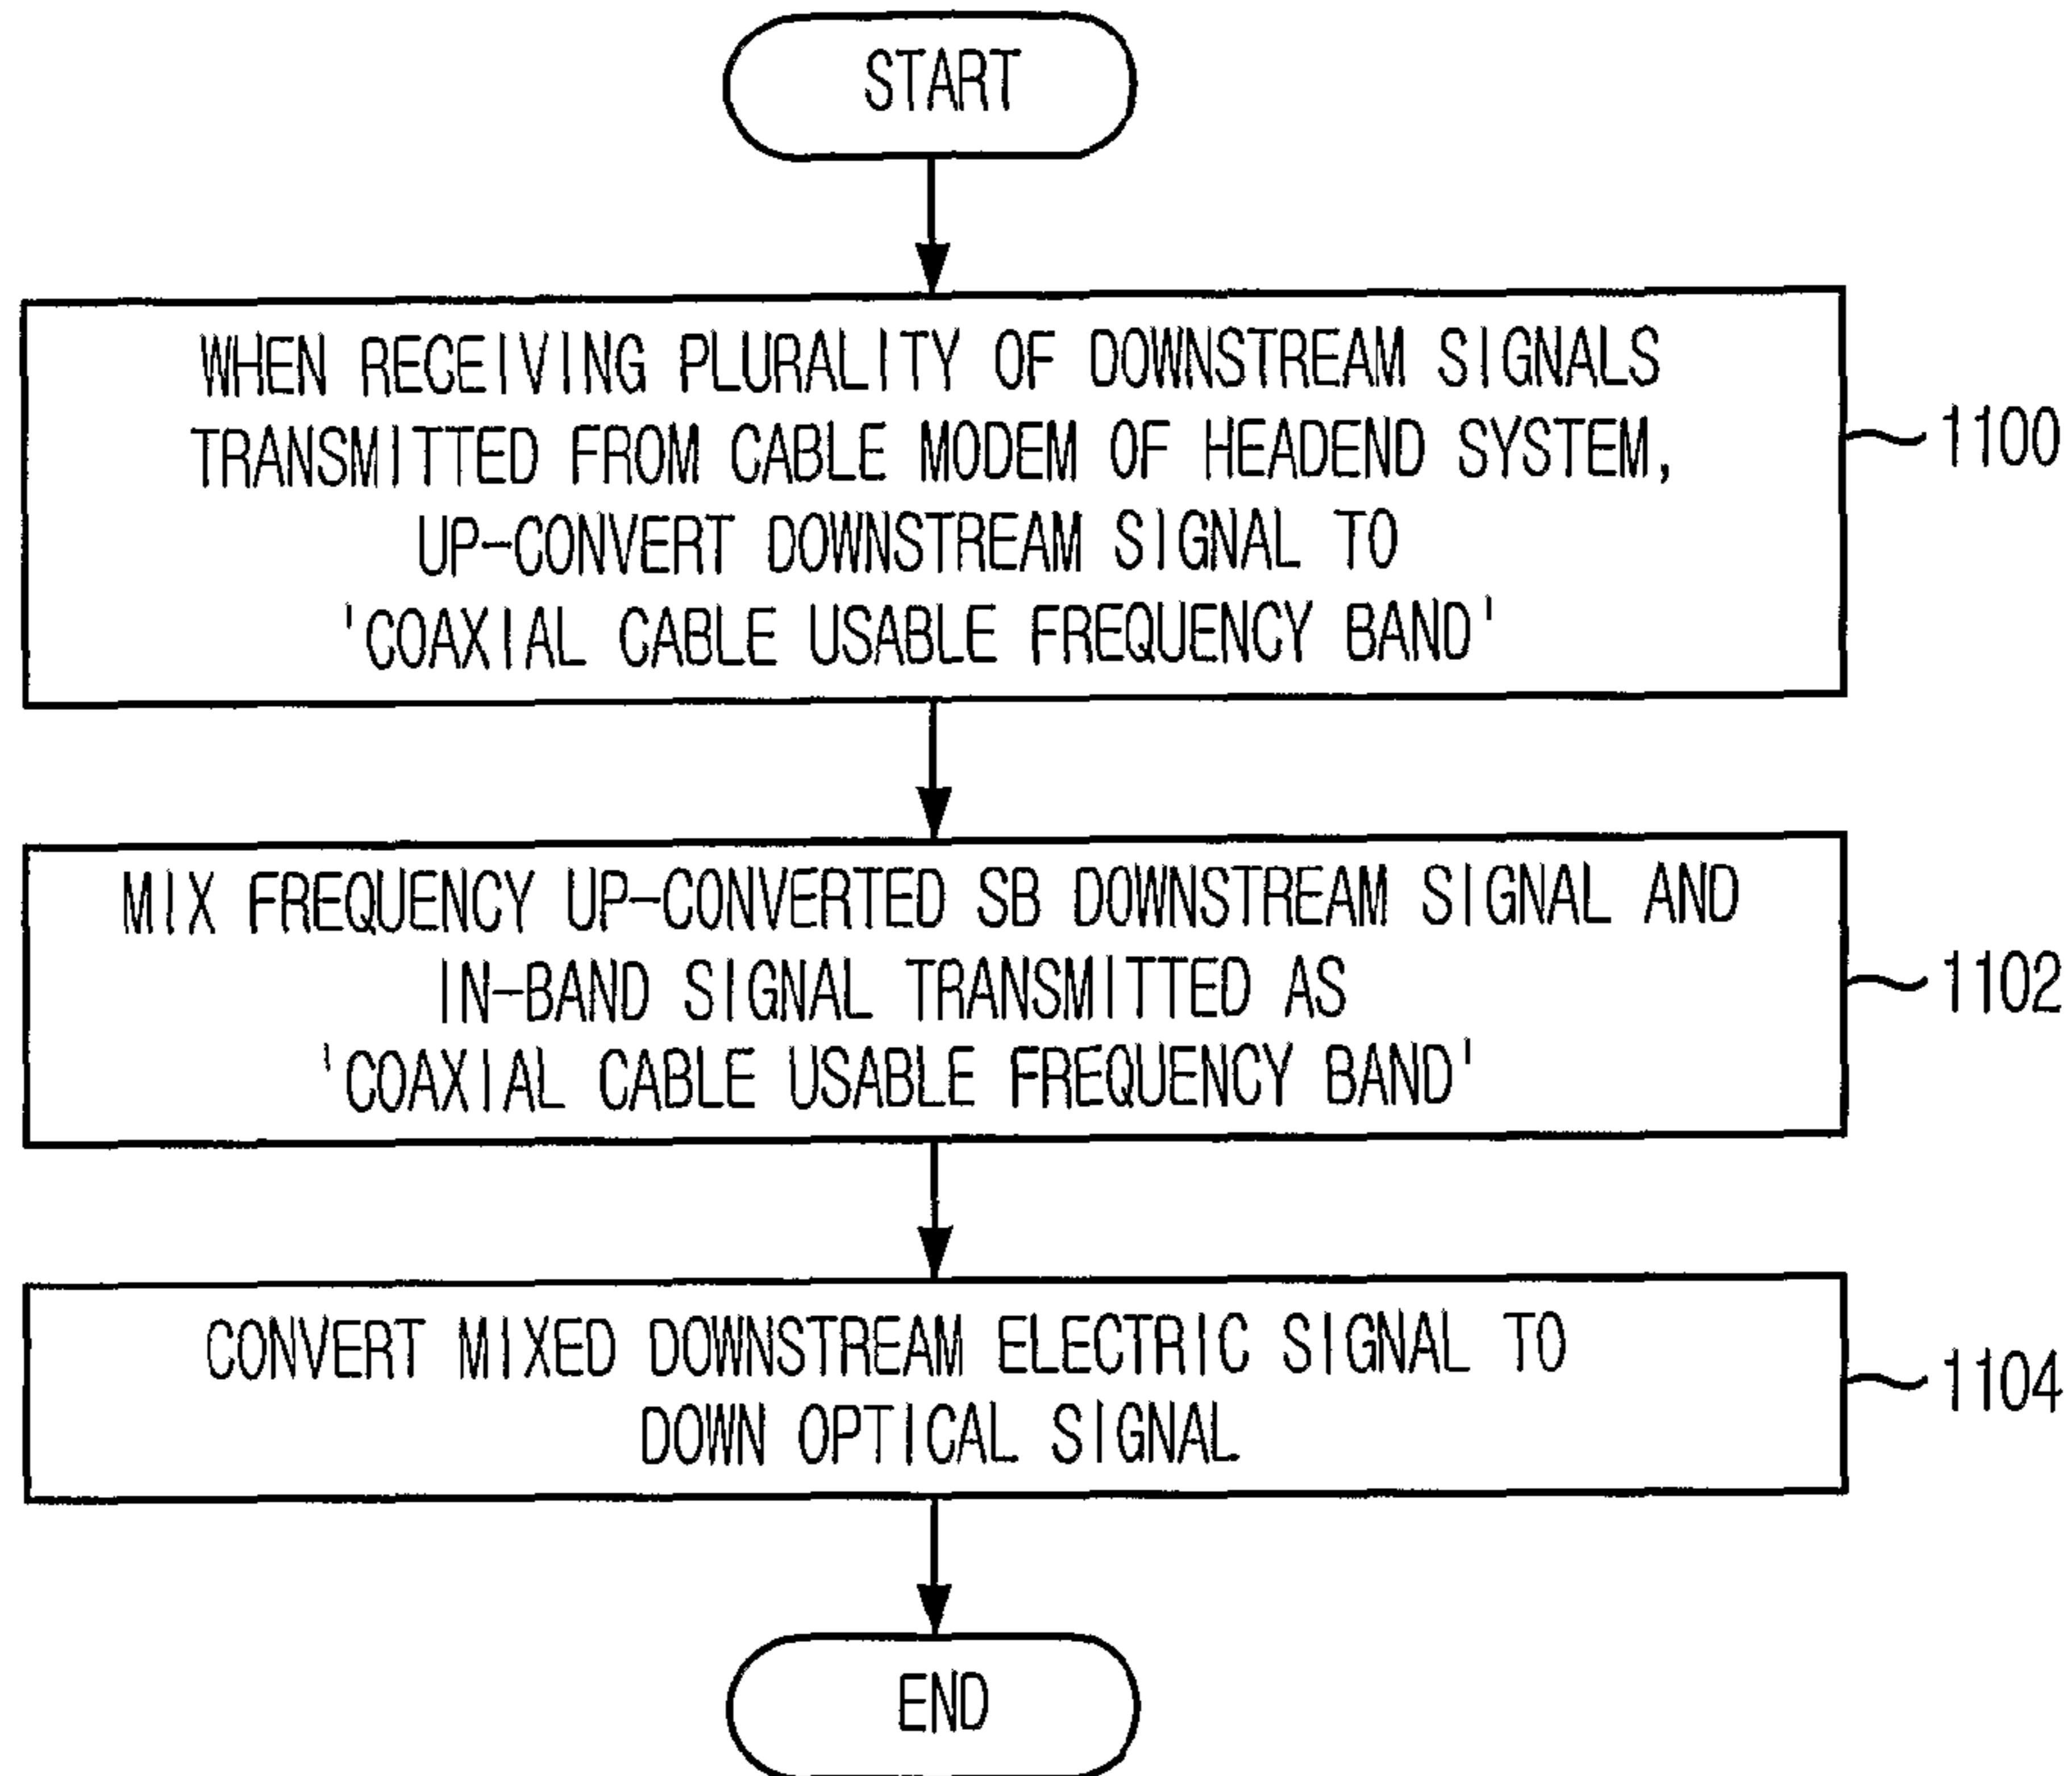 START
WHEN RECEIVING PLURALITY OF DOWNSTREAM SIGNALS
TRANSMITTED FROM CABLE MODEM OF HEADEND SYSTEM,
UP-CONVERT DOWNSTREAM SIGNAL TO
'COAXIAL CABLE USABLE FREQUENCY BAND'
1100
MIX FREQUENCY UP-CONVERTED SB DOWNSTREAM SIGNAL AND
IN-BAND SIGNAL TRANSMITTED AS
'COAXIAL CABLE USABLE FREQUENCY BAND'
1102
CONVERT MIXED DOWNSTREAM ELECTRIC SIGNAL TO
DOWN OPTICAL SIGNAL
1104
END